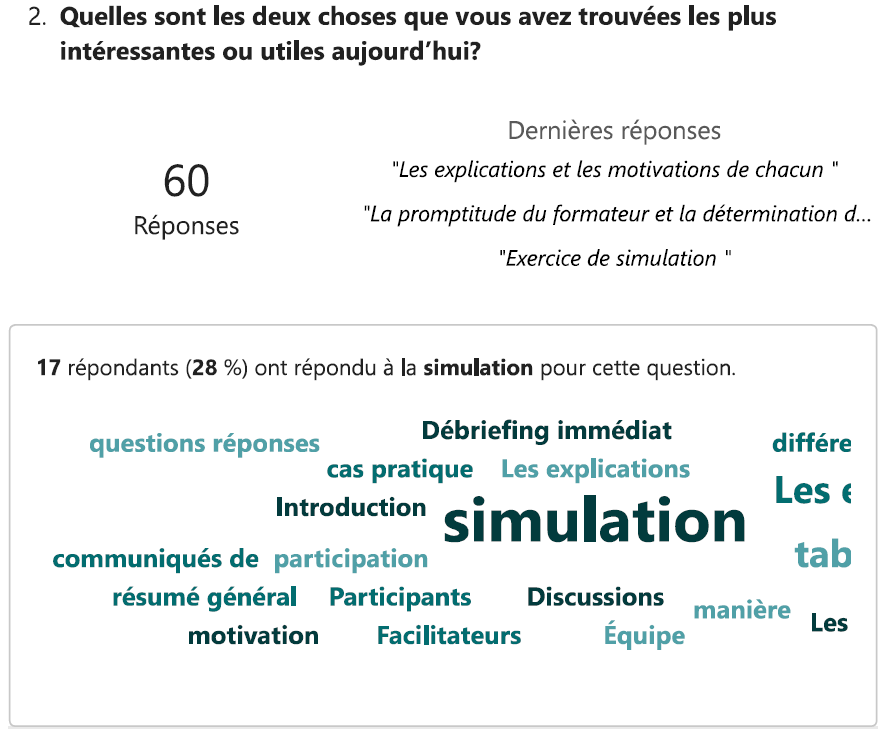 2. Quelles sont les deux choses que vous avez trouvées les plus
intéressantes ou utiles aujourd’hui?
60
Réponses
Dernières réponses
"Les explications et les motivations de chacun "
"La promptitude du formateur et la détermination d...
"Exercice de simulation "
17 répondants (28 %) ont répondu à la simulation pour cette question.
Débriefing immédiat
questions réponses
différe
cas pratique
Les explications
Les
Introduction
simulation
tab
communiqués de
participation
résumé général
Participants
Discussions
manière
Les
motivation
Facilitateurs
Équipe